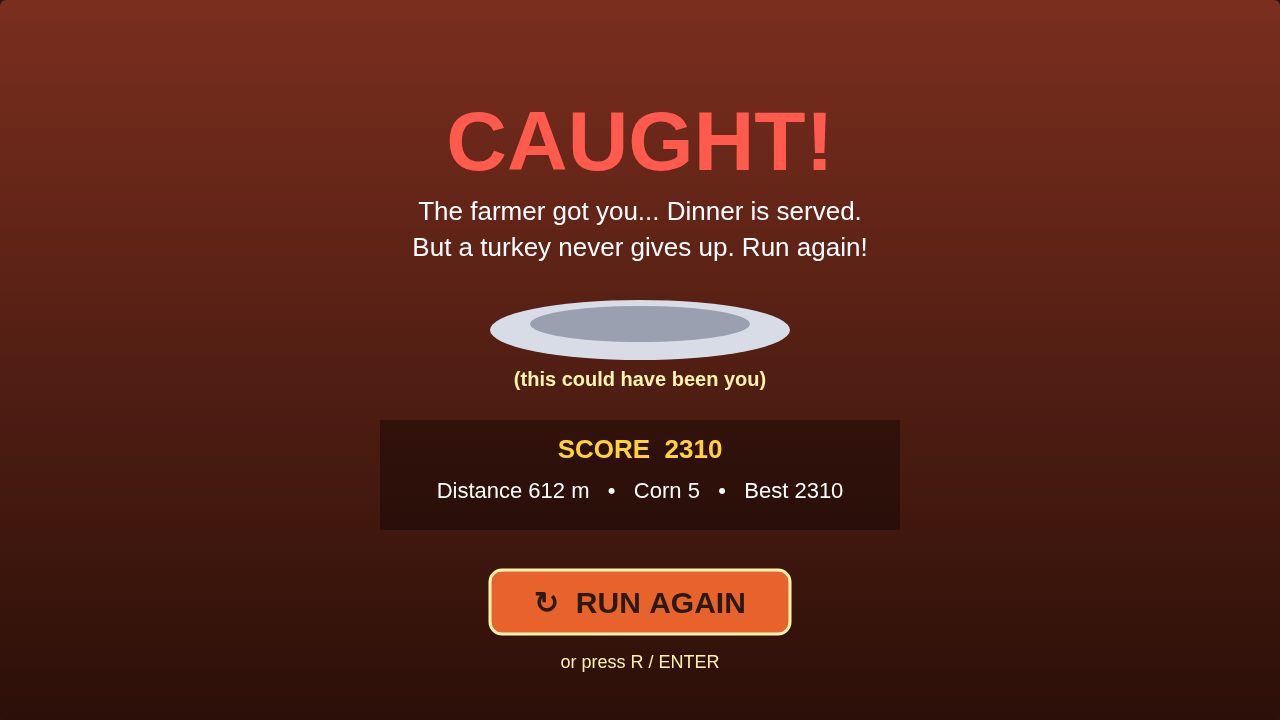 CAUGHT!
The farmer got you... Dinner is served.
But a turkey never gives up. Run again!
(this could have been you)
SCORE  2310
Distance 612 m   •   Corn 5   •   Best 2310
↻  RUN AGAIN
or press R / ENTER